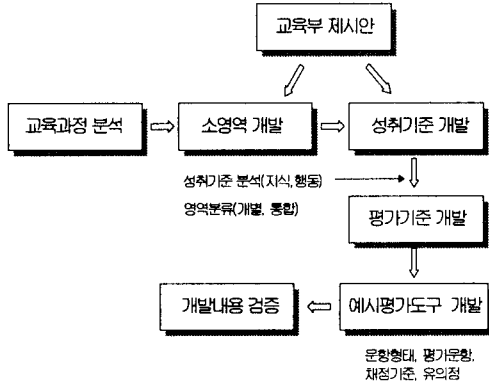 교육부 제시안
교육과정 분석
소영역 개발
성취기준 개발
성취기준 분석(지식,행동)
영역분류(개별, 통합)
평가기준 개발
개발내용 검증
예시평가도구 개발
문항형태, 평가문항,
채점기준, 유의점